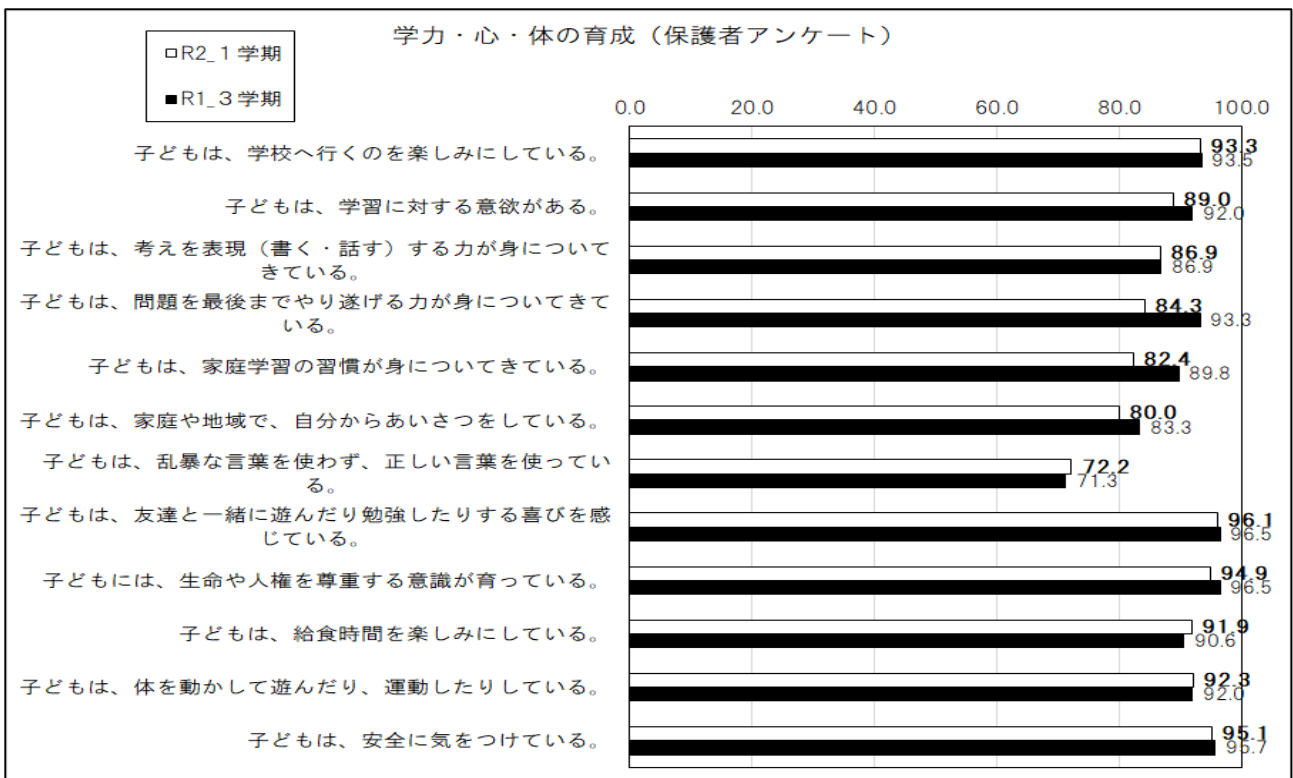 学力・心・体の育成（保護者アンケート）
□R2_1学期
■R1_3学期
0.0 20.0 40.0 60.0 80.0 100.0
子どもは、学校へ行くのを楽しみにしている。
93.3
93.5
子どもは、学習に対する意欲がある。
89.0
92.0
子どもは、考えを表現（書く・話す）する力が身について
きている。
86.9
86.9
子どもは、問題を最後までやり遂げる力が身についてきて
いる。
84.3
93.3
子どもは、家庭学習の習慣が身についてきている。
82.4
89.8
子どもは、家庭や地域で、自分からあいさつをしている。
80.0
83.3
子どもは、乱暴な言葉を使わず、正しい言葉を使ってい
る。
72.2
71.3
子どもは、友達と一緒に遊んだり勉強したりする喜びを感
じている。
96.1
96.5
子どもには、生命や人権を尊重する意識が育っている。
94.9
96.5
子どもは、給食時間を楽しみにしている。
91.9
90.6
子どもは、体を動かして遊んだり、運動したりしている。
92.3
92.0
子どもは、安全に気をつけている。
95.1
95.7